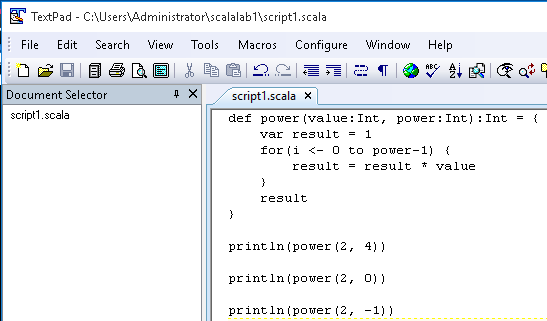 TextPad - C:\Users\Administrator\scalalab1\script1.scala
File Edit Search View Tools Macros Configure Window Help
Document Selector
script1.scala
script1.scala
def power(value:Int, power:Int):Int = {
    var result = 1
    for(i <- 0 to power-1) {
        result = result * value
    }
    result
}
println(power(2, 4))
println(power(2, 0))
println(power(2, -1))